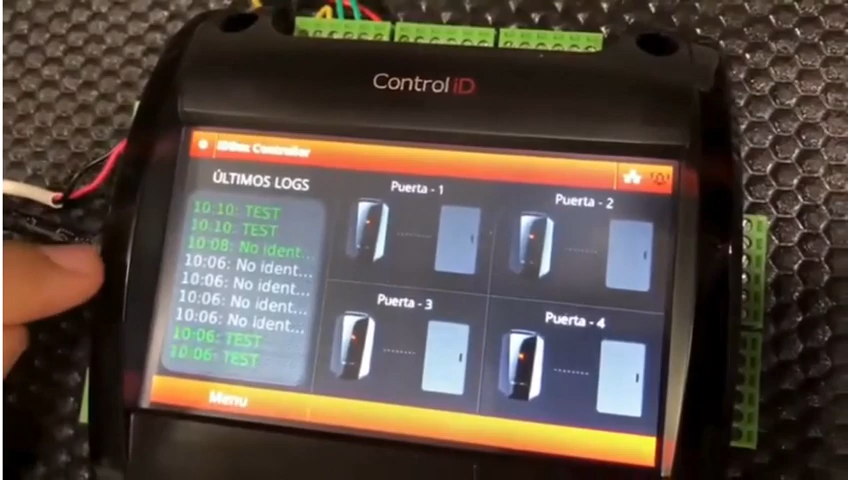 Control iD
iDBox Controller
ÚLTIMOS LOGS
10:10: TEST
10:10: TEST
10:08: No ident...
10:06: No ident...
10:06: No ident...
10:06: No ident...
10:06: No ident...
10:06: TEST
10:06: TEST
Puerta - 1
Puerta - 2
Puerta - 3
Puerta - 4
Menu